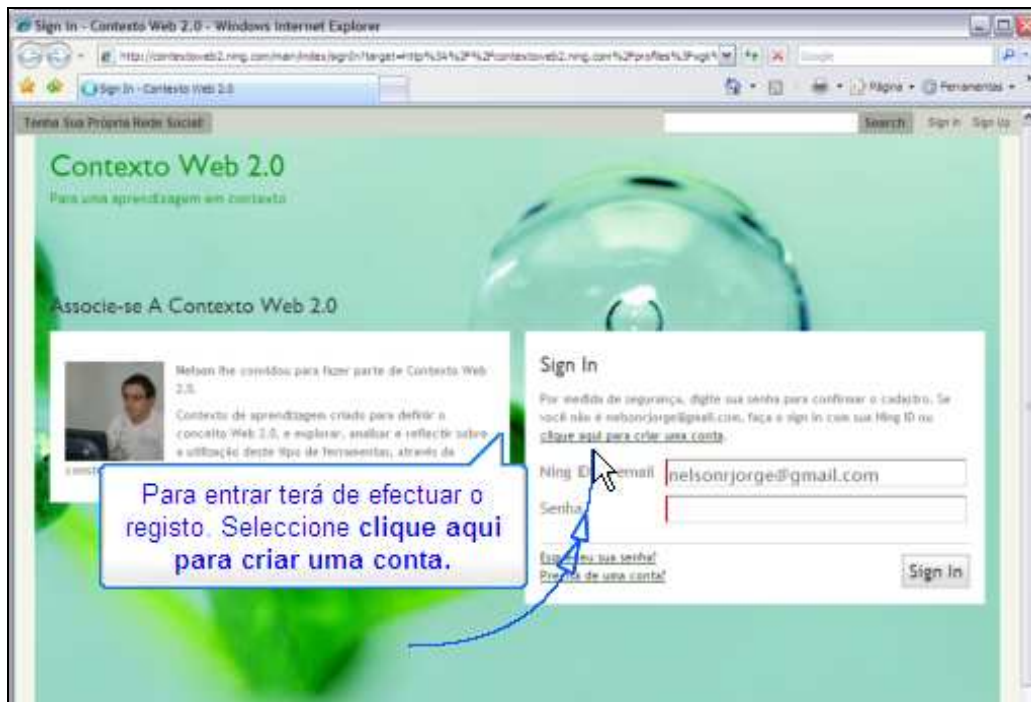 Sign In - Contexto Web 2.0 - Windows Internet Explorer
Google
Sign In - Contexto Web 2.0
Página
Ferramentas
Tenha Sua Própria Rede Social!
Search
Sign In
Sign Up
Contexto Web 2.0
Para uma aprendizagem em contexto
Associe-se A Contexto Web 2.0
Nelson lhe convidou para fazer parte de Contexto Web
2.0.
Contexto de aprendizagem criado para definir o
conceito Web 2.0, e explorar, analisar e reflectir sobre
a utilização deste tipo de ferramentas, através da
Para entrar terá de efectuar o
registo. Seleccione clique aqui
para criar uma conta.
Sign In
Por medida de segurança, digite sua senha para confirmar o cadastro. Se
você não é nelsonrjorge@gmail.com, faça o sign in com sua Ning ID ou
clique aqui para criar uma conta.
Ning email
nelsonrjorge@gmail.com
Senha
sua senha?
Precisa de uma conta?
Sign In